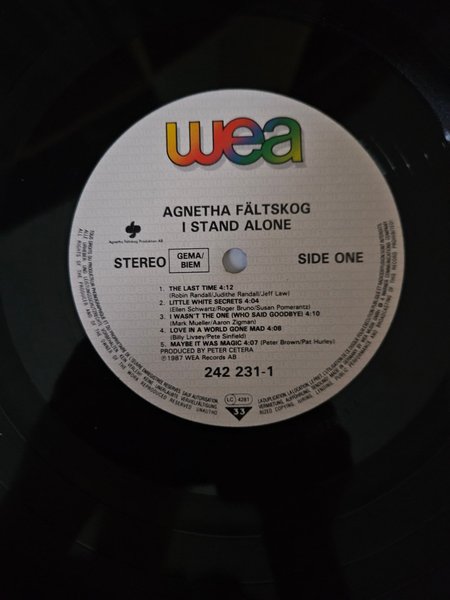 wea
AGNETHA FÄLTSKOG
I STAND ALONE
Agnetha Fältskog Produktion AB
STEREO
GEMA/
BIEM
SIDE ONE
1. THE LAST TIME 4:12
(Robin Randall/Judithe Randall/Jeff Law)
2. LITTLE WHITE SECRETS 4:04
(Ellen Schwartz/Roger Bruno/Susan Pomerantz)
3. I WASN'T THE ONE (WHO SAID GOODBYE) 4:10
(Mark Mueller/Aaron Zigman)
4. LOVE IN A WORLD GONE MAD 4:08
(Billy Livsey/Pete Sinfield)
5. MAYBE IT WAS MAGIC 4:07 (Peter Brown/Pat Hurley)
PRODUCED BY PETER CETERA
℗1987 WEA Records AB
242 231-1
LC 4281
33